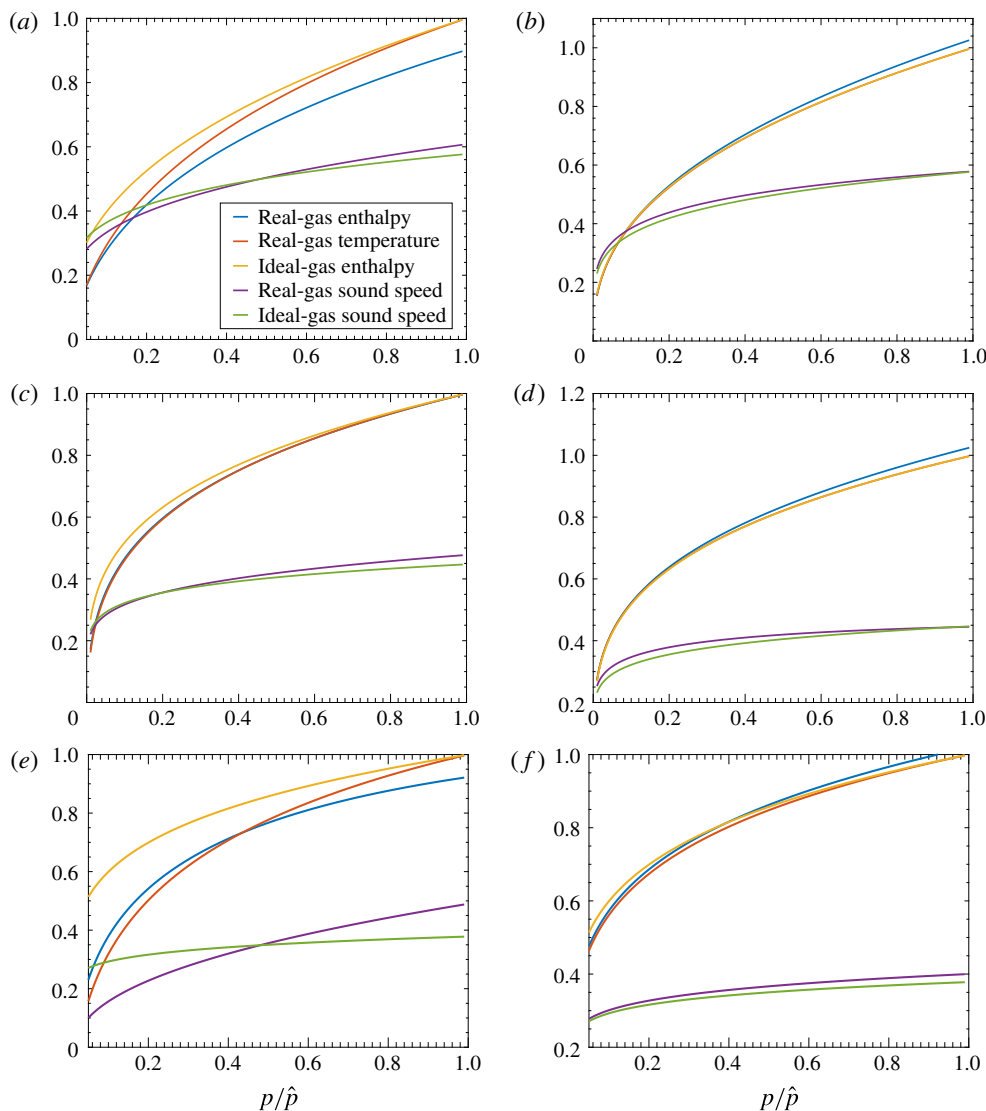 (a)
1.0
0.8
0.6
0.4
0.2
0
0.2 0.4 0.6 0.8 1.0
Real-gas enthalpy
Real-gas temperature
Ideal-gas enthalpy
Real-gas sound speed
Ideal-gas sound speed
(b)
1.0
0.8
0.6
0.4
0.2
0 0.2 0.4 0.6 0.8 1.0
(c)
1.0
0.8
0.6
0.4
0.2
0 0.2 0.4 0.6 0.8 1.0
(d)
1.2
1.0
0.8
0.6
0.4
0.2
0 0.2 0.4 0.6 0.8 1.0
(e)
1.0
0.8
0.6
0.4
0.2
0
0.2 0.4 0.6 0.8 1.0
p/p̂
(f)
1.0
0.8
0.6
0.4
0.2
0.2 0.4 0.6 0.8 1.0
p/p̂